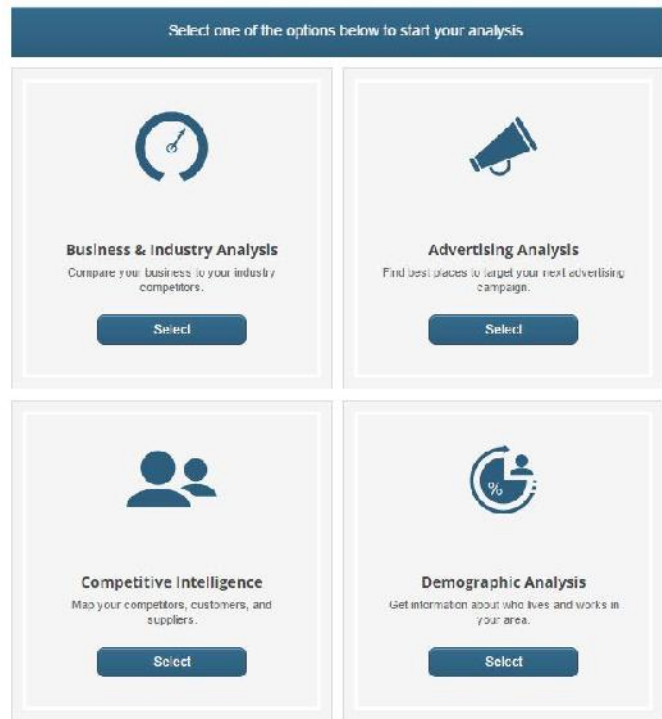 Select one of the options below to start your analysis
Business & Industry Analysis
Compare your business to your industry
competitors.
Select
Advertising Analysis
Find best places to target your next advertising
campaign.
Select
%
Competitive Intelligence
Map your competitors, customers, and
suppliers.
Select
Demographic Analysis
Get information about who lives and works in
your area.
Select